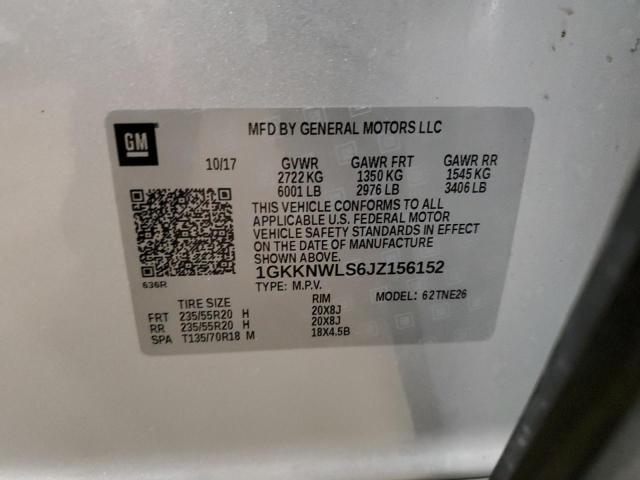 GM
MFD BY GENERAL MOTORS LLC
10/17 GVWR GAWR FRT GAWR RR
2722 KG 1350 KG 1545 KG
6001 LB 2976 LB 3406 LB
THIS VEHICLE CONFORMS TO ALL
APPLICABLE U.S. FEDERAL MOTOR
VEHICLE SAFETY STANDARDS IN EFFECT
ON THE DATE OF MANUFACTURE
SHOWN ABOVE.
1GKKNWLS6JZ156152
636R TYPE: M.P.V. MODEL: 62TNE26
TIRE SIZE RIM
FRT 235/55R20 H 20X8J
RR 235/55R20 H 20X8J
SPA T135/70R18 M 18X4.5B